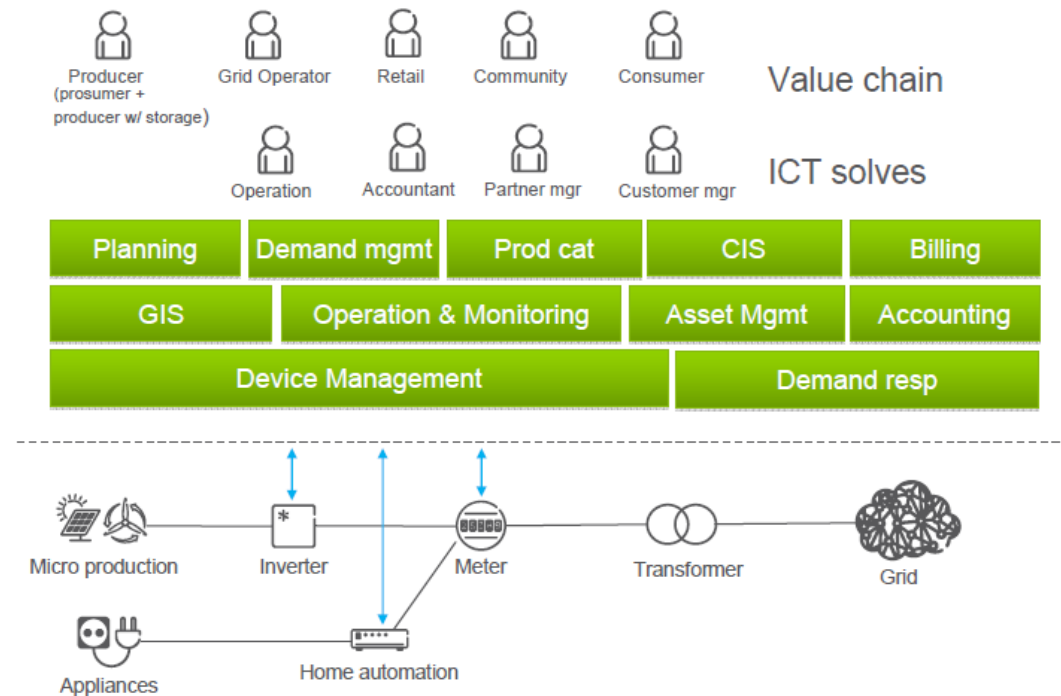 Producer
(prosumer +
producer w/ storage)
Grid Operator
Retail
Community
Consumer
Value chain
Operation
Accountant
Partner mgr
Customer mgr
ICT solves
Planning
Demand mgmt
Prod cat
CIS
Billing
GIS
Operation & Monitoring
Asset Mgmt
Accounting
Device Management
Demand resp
*
Micro production
Inverter
Meter
Transformer
Grid
Appliances
Home automation